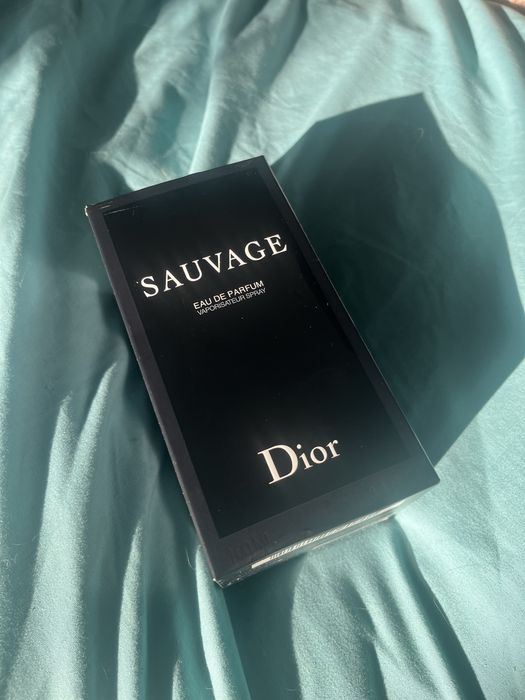 SAUVAGE
EAU DE PARFUM
VAPORISATEUR SPRAY
Dior